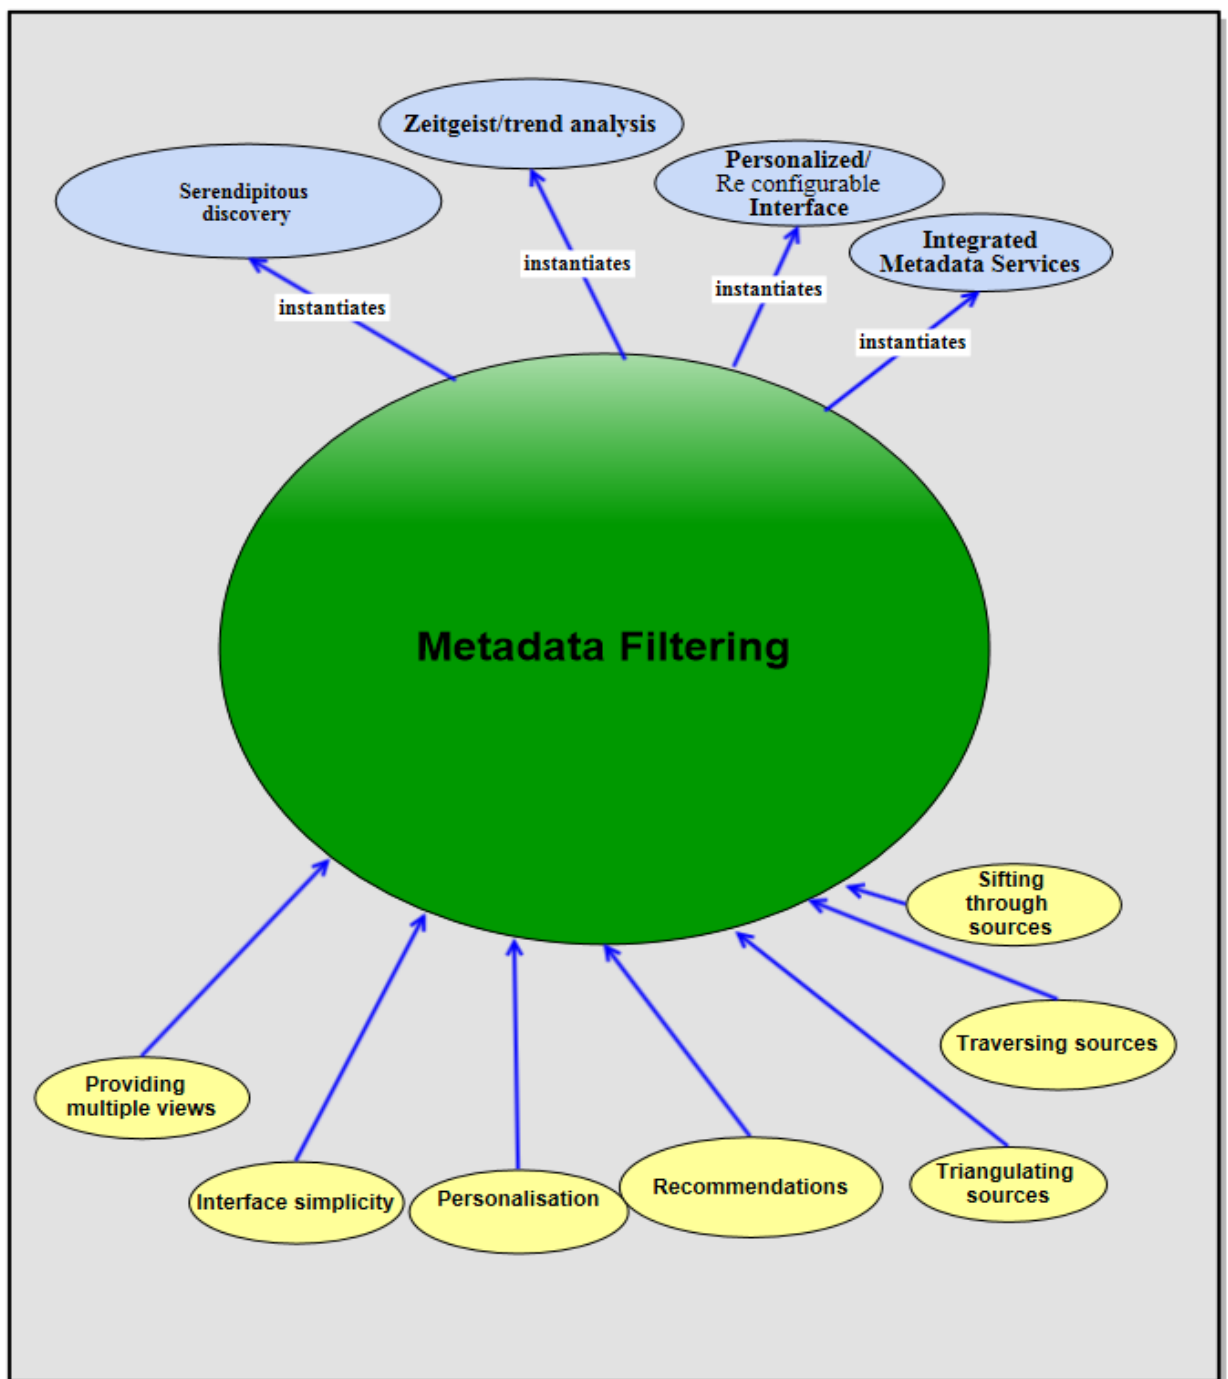 Zeitgeist/trend analysis
Serendipitous
discovery
Personalized/
Re configurable
Interface
Integrated
Metadata Services
instantiates
instantiates
instantiates
instantiates
Metadata Filtering
Sifting
through
sources
Traversing sources
Providing
multiple views
Interface simplicity
Personalisation
Recommendations
Triangulating
sources